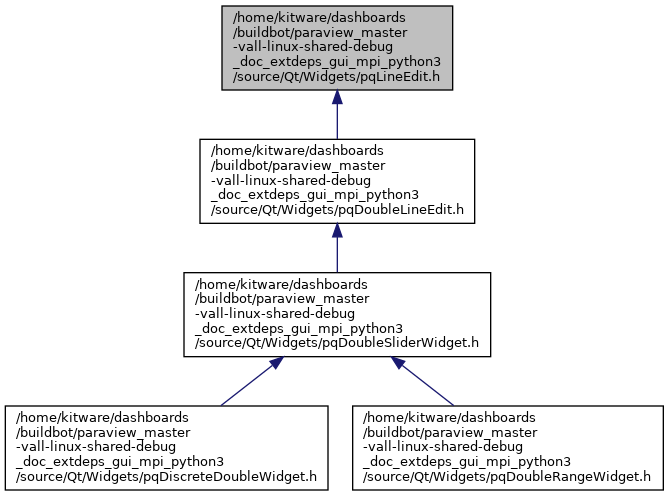 /home/kitware/dashboards
/buildbot/paraview_master
-vall-linux-shared-debug
_doc_extdeps_gui_mpi_python3
/source/Qt/Widgets/pqLineEdit.h
/home/kitware/dashboards
/buildbot/paraview_master
-vall-linux-shared-debug
_doc_extdeps_gui_mpi_python3
/source/Qt/Widgets/pqDoubleLineEdit.h
/home/kitware/dashboards
/buildbot/paraview_master
-vall-linux-shared-debug
_doc_extdeps_gui_mpi_python3
/source/Qt/Widgets/pqDoubleSliderWidget.h
/home/kitware/dashboards
/buildbot/paraview_master
-vall-linux-shared-debug
_doc_extdeps_gui_mpi_python3
/source/Qt/Widgets/pqDiscreteDoubleWidget.h
/home/kitware/dashboards
/buildbot/paraview_master
-vall-linux-shared-debug
_doc_extdeps_gui_mpi_python3
/source/Qt/Widgets/pqDoubleRangeWidget.h